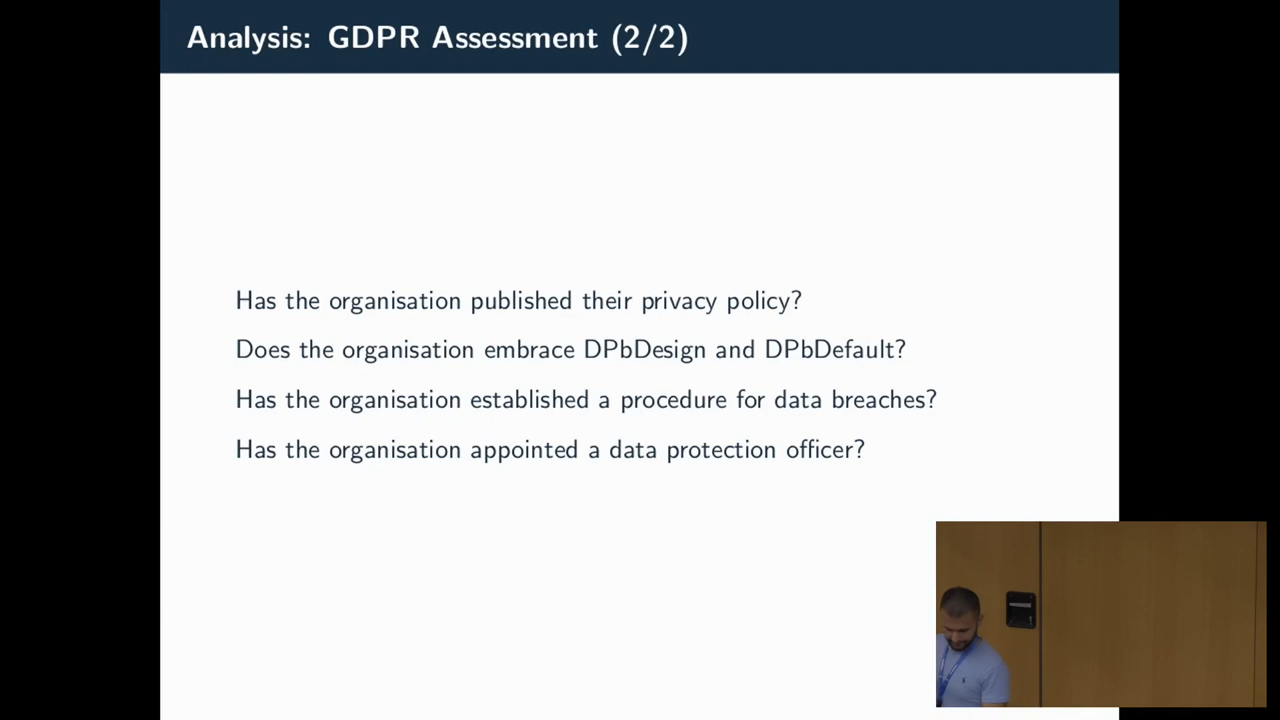 Analysis: GDPR Assessment (2/2)
Has the organisation published their privacy policy?
Does the organisation embrace DPbDesign and DPbDefault?
Has the organisation established a procedure for data breaches?
Has the organisation appointed a data protection officer?